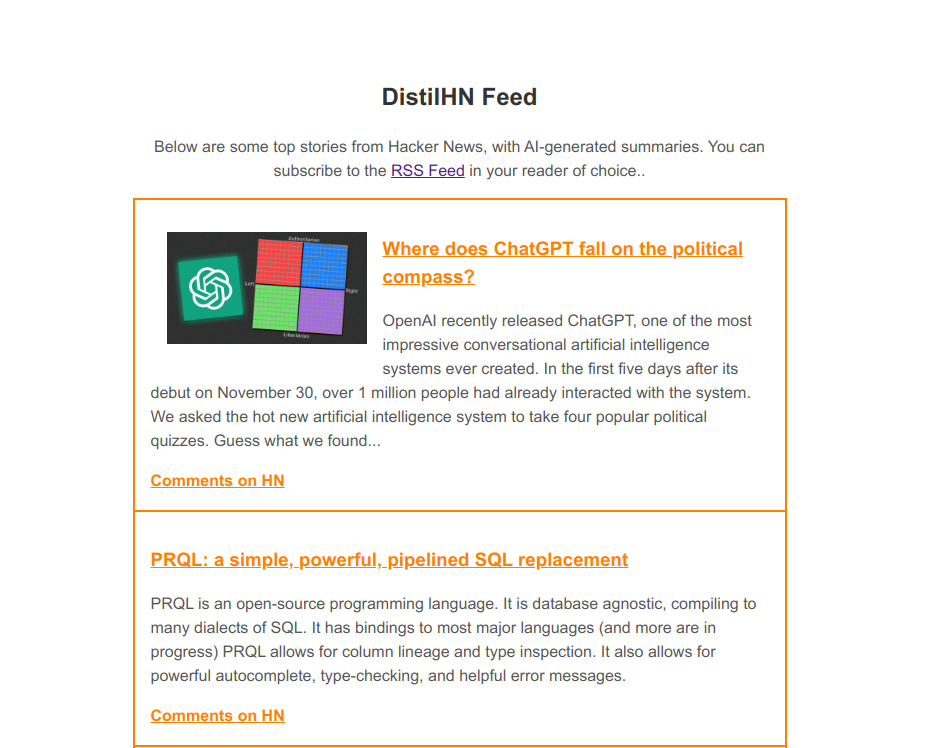 DistilHN Feed
Below are some top stories from Hacker News, with AI-generated summaries. You can
subscribe to the RSS Feed in your reader of choice..
Authoritarian
Left
Right
Libertarian
Where does ChatGPT fall on the political
compass?
OpenAI recently released ChatGPT, one of the most
impressive conversational artificial intelligence
systems ever created. In the first five days after its
debut on November 30, over 1 million people had already interacted with the system.
We asked the hot new artificial intelligence system to take four popular political
quizzes. Guess what we found...
Comments on HN
PRQL: a simple, powerful, pipelined SQL replacement
PRQL is an open-source programming language. It is database agnostic, compiling to
many dialects of SQL. It has bindings to most major languages (and more are in
progress) PRQL allows for column lineage and type inspection. It also allows for
powerful autocomplete, type-checking, and helpful error messages.
Comments on HN